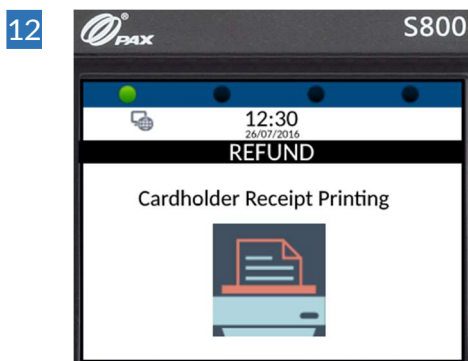 12
PAX® S800
12:30
26/07/2016
REFUND
Cardholder Receipt Printing